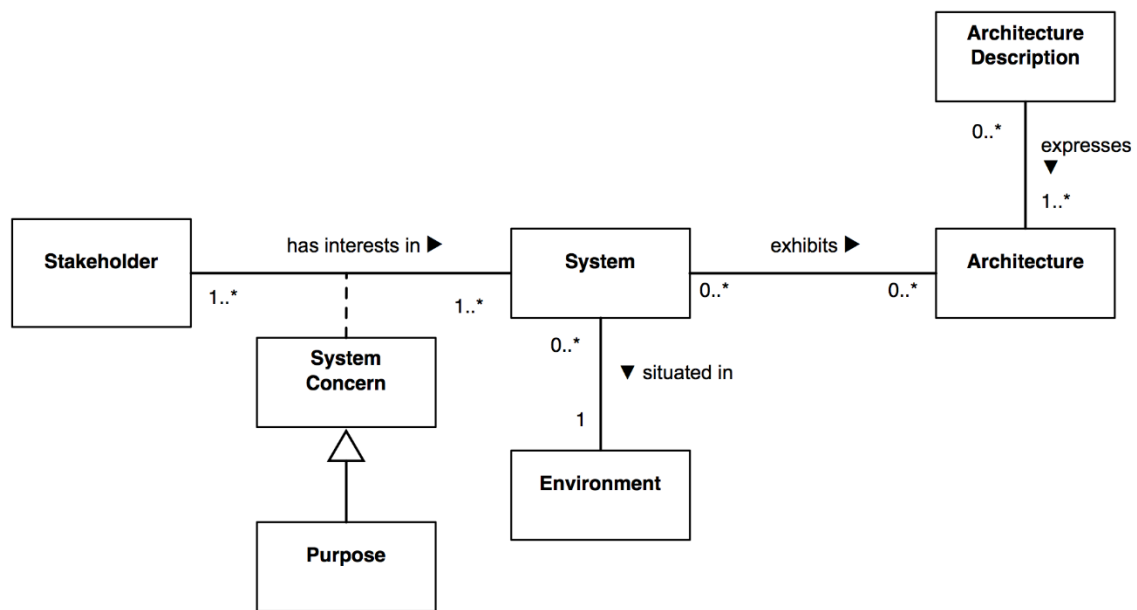 Architecture
Description
0..*
expresses
▼
1..*
Stakeholder
has interests in ▶
System
exhibits ▶
Architecture
1..*
1..*
0..*
0..*
System
Concern
0..*
▼ situated in
1
Environment
Purpose